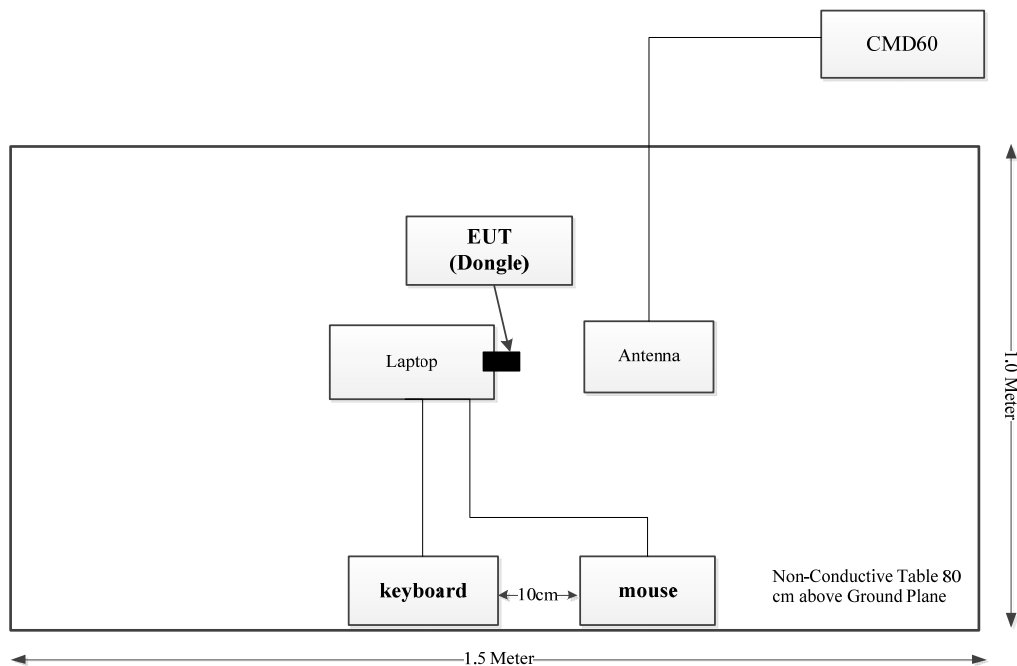 CMD60
EUT
(Dongle)
Laptop
Antenna
1.0 Meter
keyboard
10cm
mouse
Non-Conductive Table 80
cm above Ground Plane
1.5 Meter